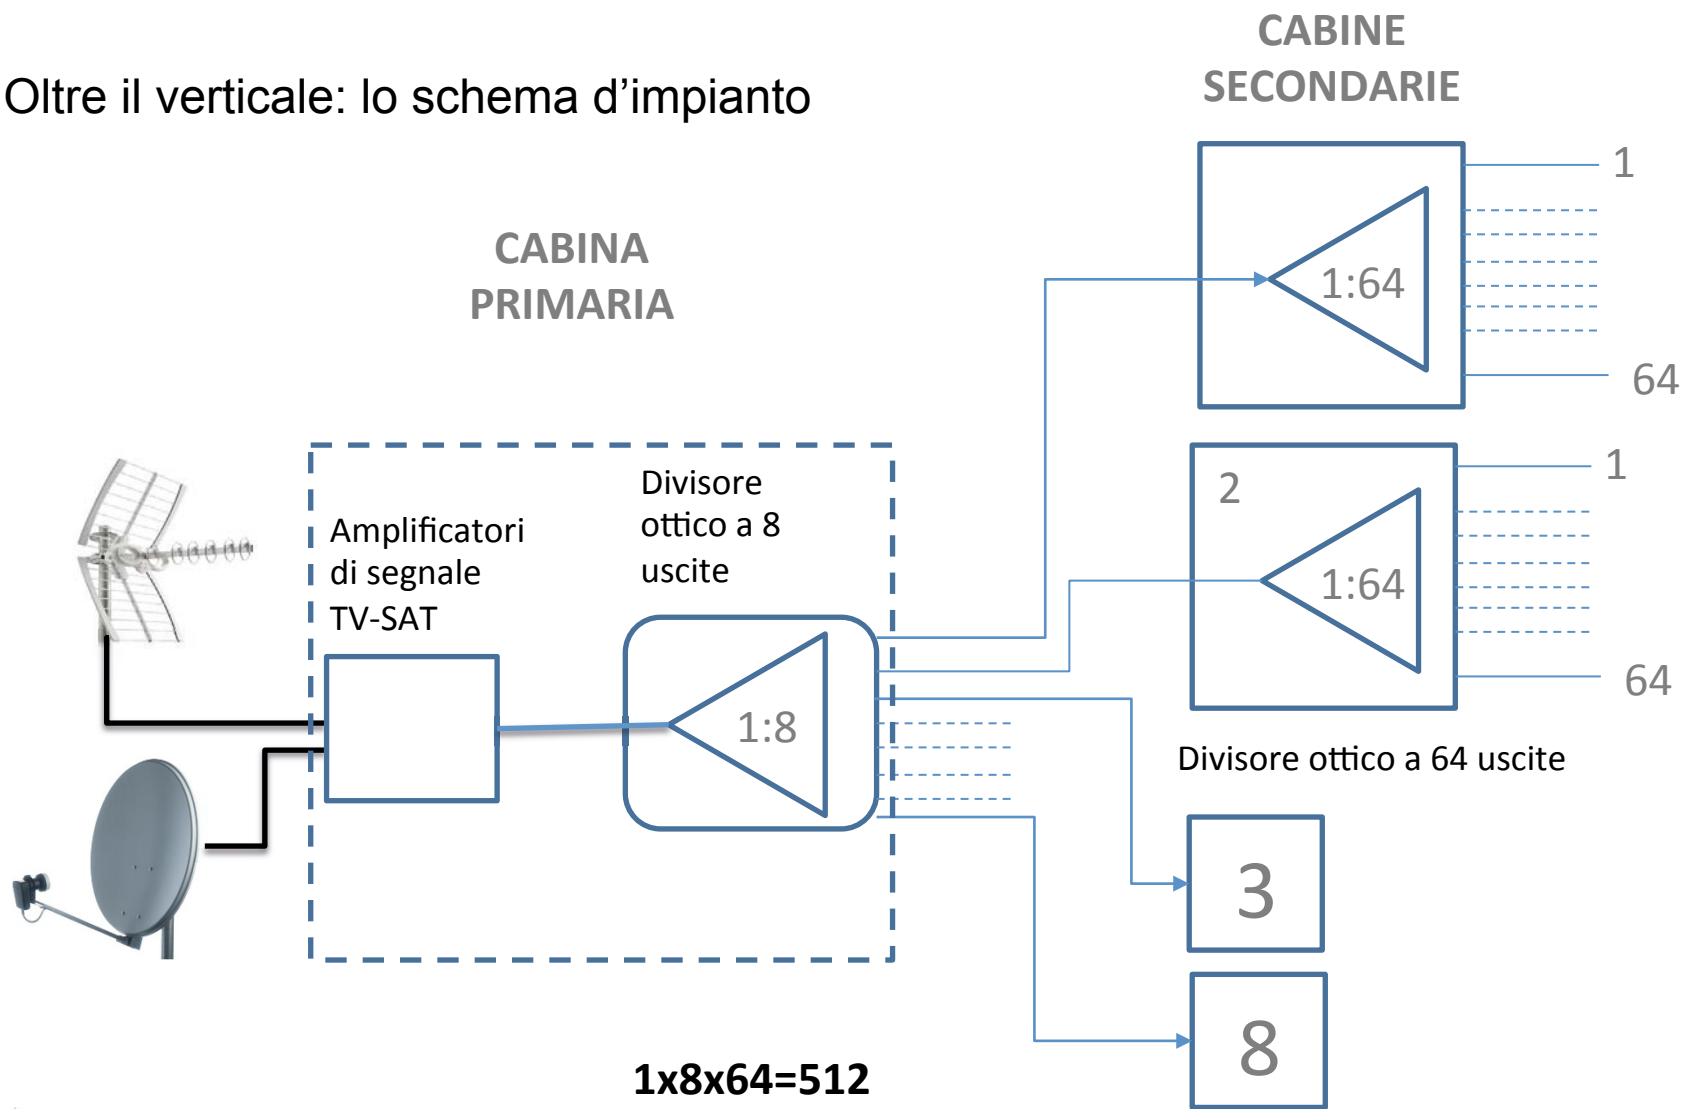 CABINE
SECONDARIE
Oltre il verticale: lo schema d’impianto
CABINA
PRIMARIA
1
1:64
64
Divisore
ottico a 8
uscite
Amplificatori
di segnale
TV-SAT
2
1
1:64
64
1:8
Divisore ottico a 64 uscite
3
8
1x8x64=512